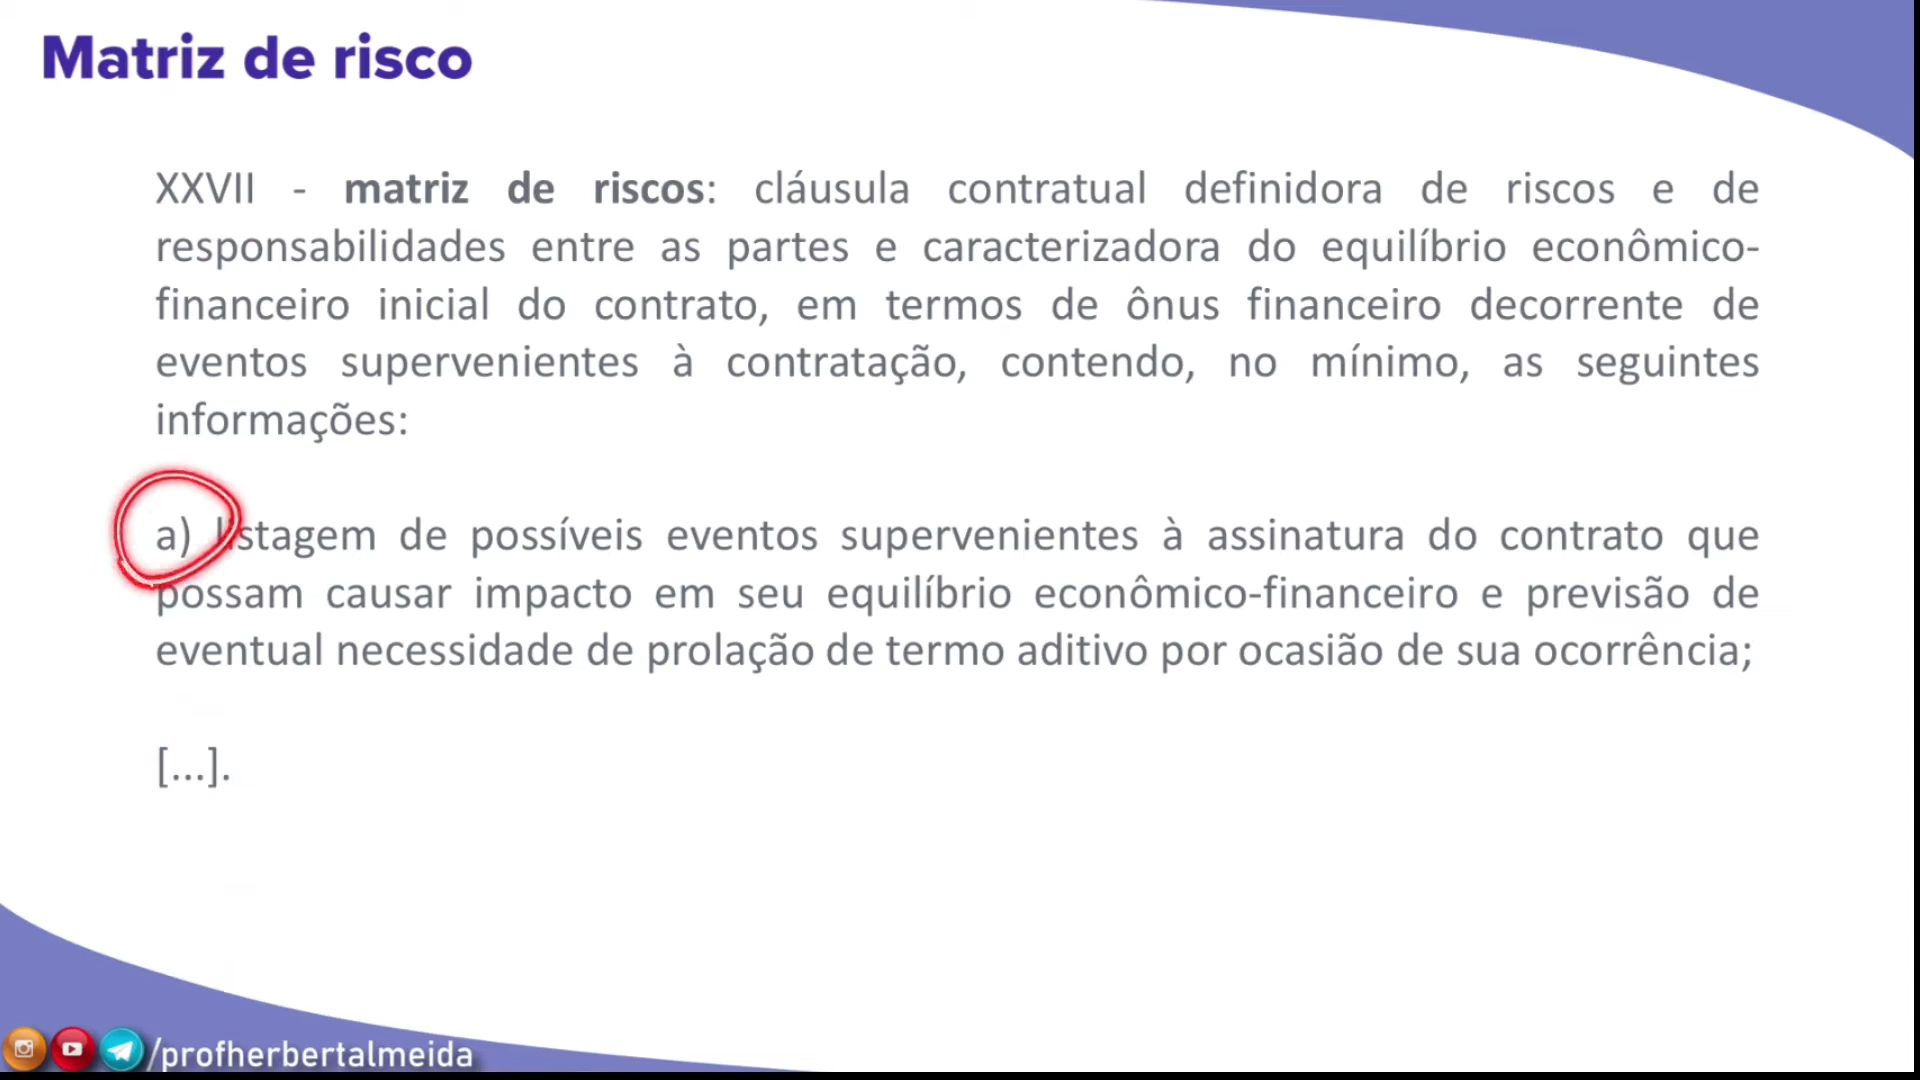 Matriz de risco
XXVII - matriz de riscos: cláusula contratual definidora de riscos e de
responsabilidades entre as partes e caracterizadora do equilíbrio econômico-
financeiro inicial do contrato, em termos de ônus financeiro decorrente de
eventos supervenientes à contratação, contendo, no mínimo, as seguintes
informações:
a) listagem de possíveis eventos supervenientes à assinatura do contrato que
possam causar impacto em seu equilíbrio econômico-financeiro e previsão de
eventual necessidade de prolação de termo aditivo por ocasião de sua ocorrência;
[...].
/profherbertalmeida